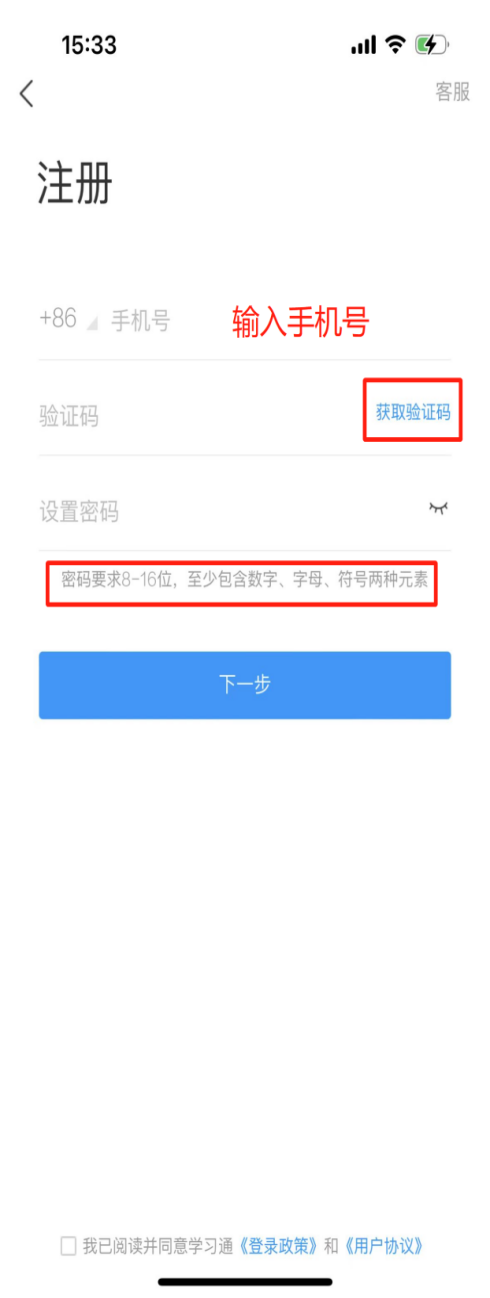 15:33
客服
注册
+86 手机号 输入手机号
验证码 获取验证码
设置密码
密码要求8-16位，至少包含数字、字母、符号两种元素
下一步
我已阅读并同意学习通《登录政策》和《用户协议》